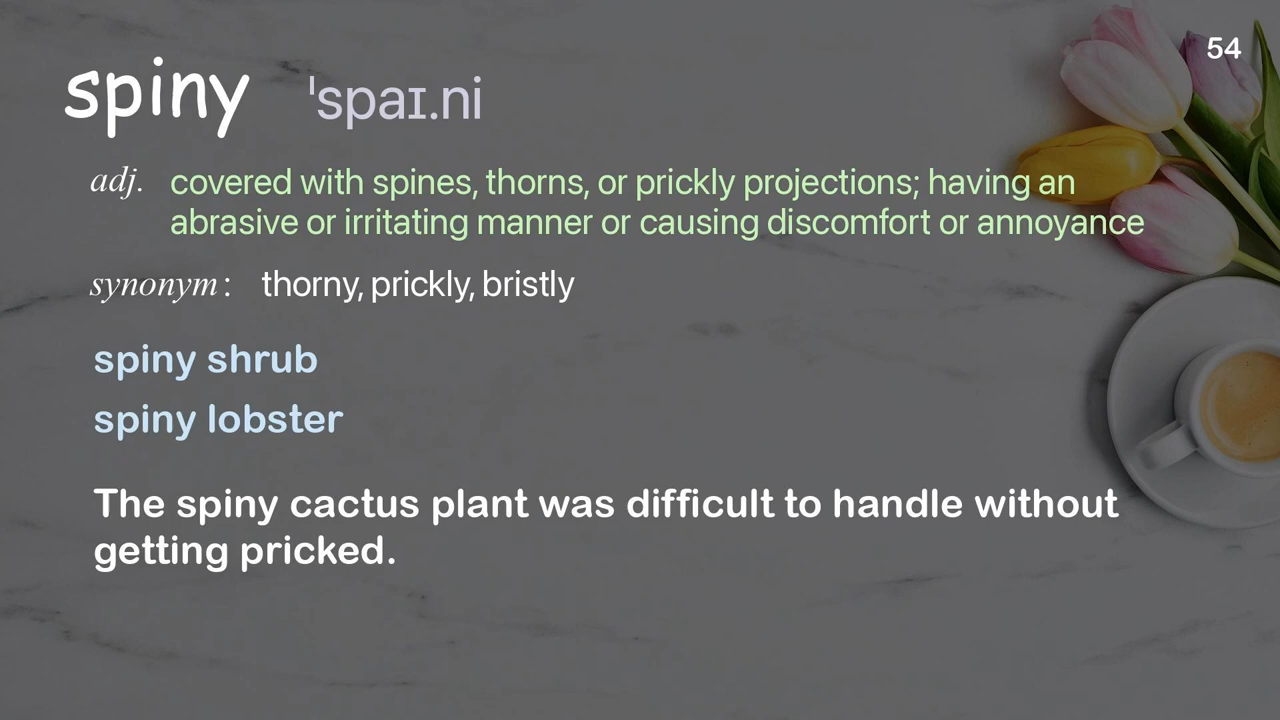 54
spiny ˈspaɪ.ni
adj. covered with spines, thorns, or prickly projections; having an
abrasive or irritating manner or causing discomfort or annoyance
synonym : thorny, prickly, bristly
spiny shrub
spiny lobster
The spiny cactus plant was difficult to handle without
getting pricked.